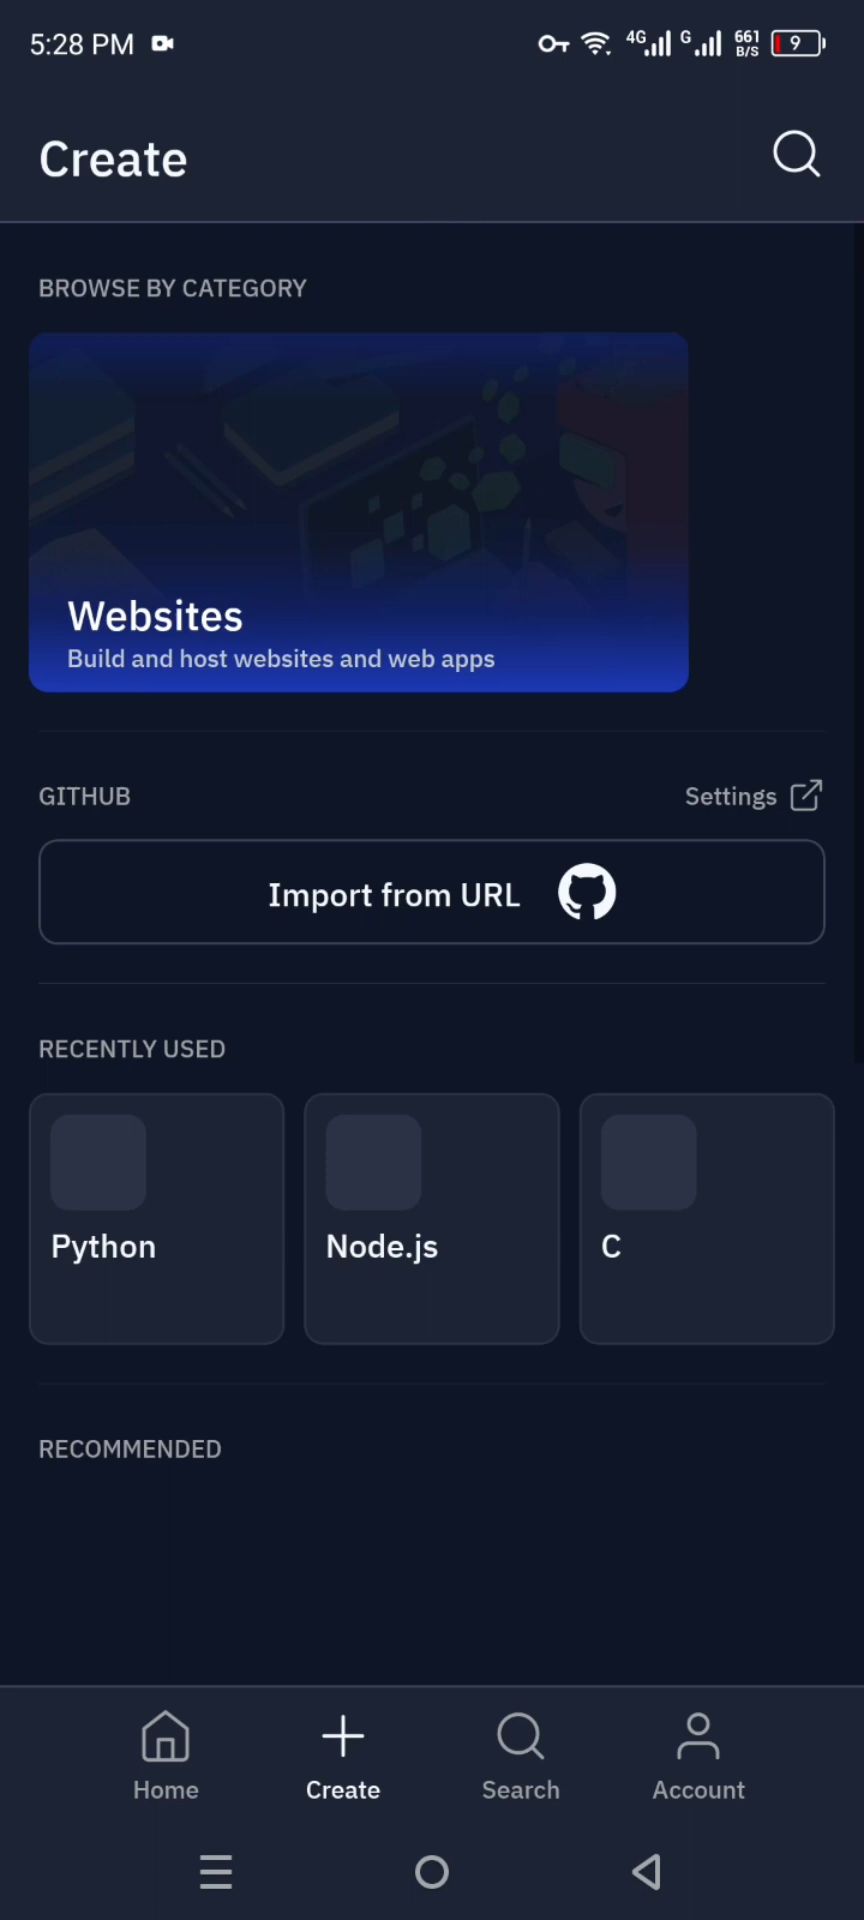 5:28 PM
4G G 661 B/S 9
Create
BROWSE BY CATEGORY
Websites
Build and host websites and web apps
GITHUB
Settings
Import from URL
RECENTLY USED
Python
Node.js
C
RECOMMENDED
Home
Create
Search
Account